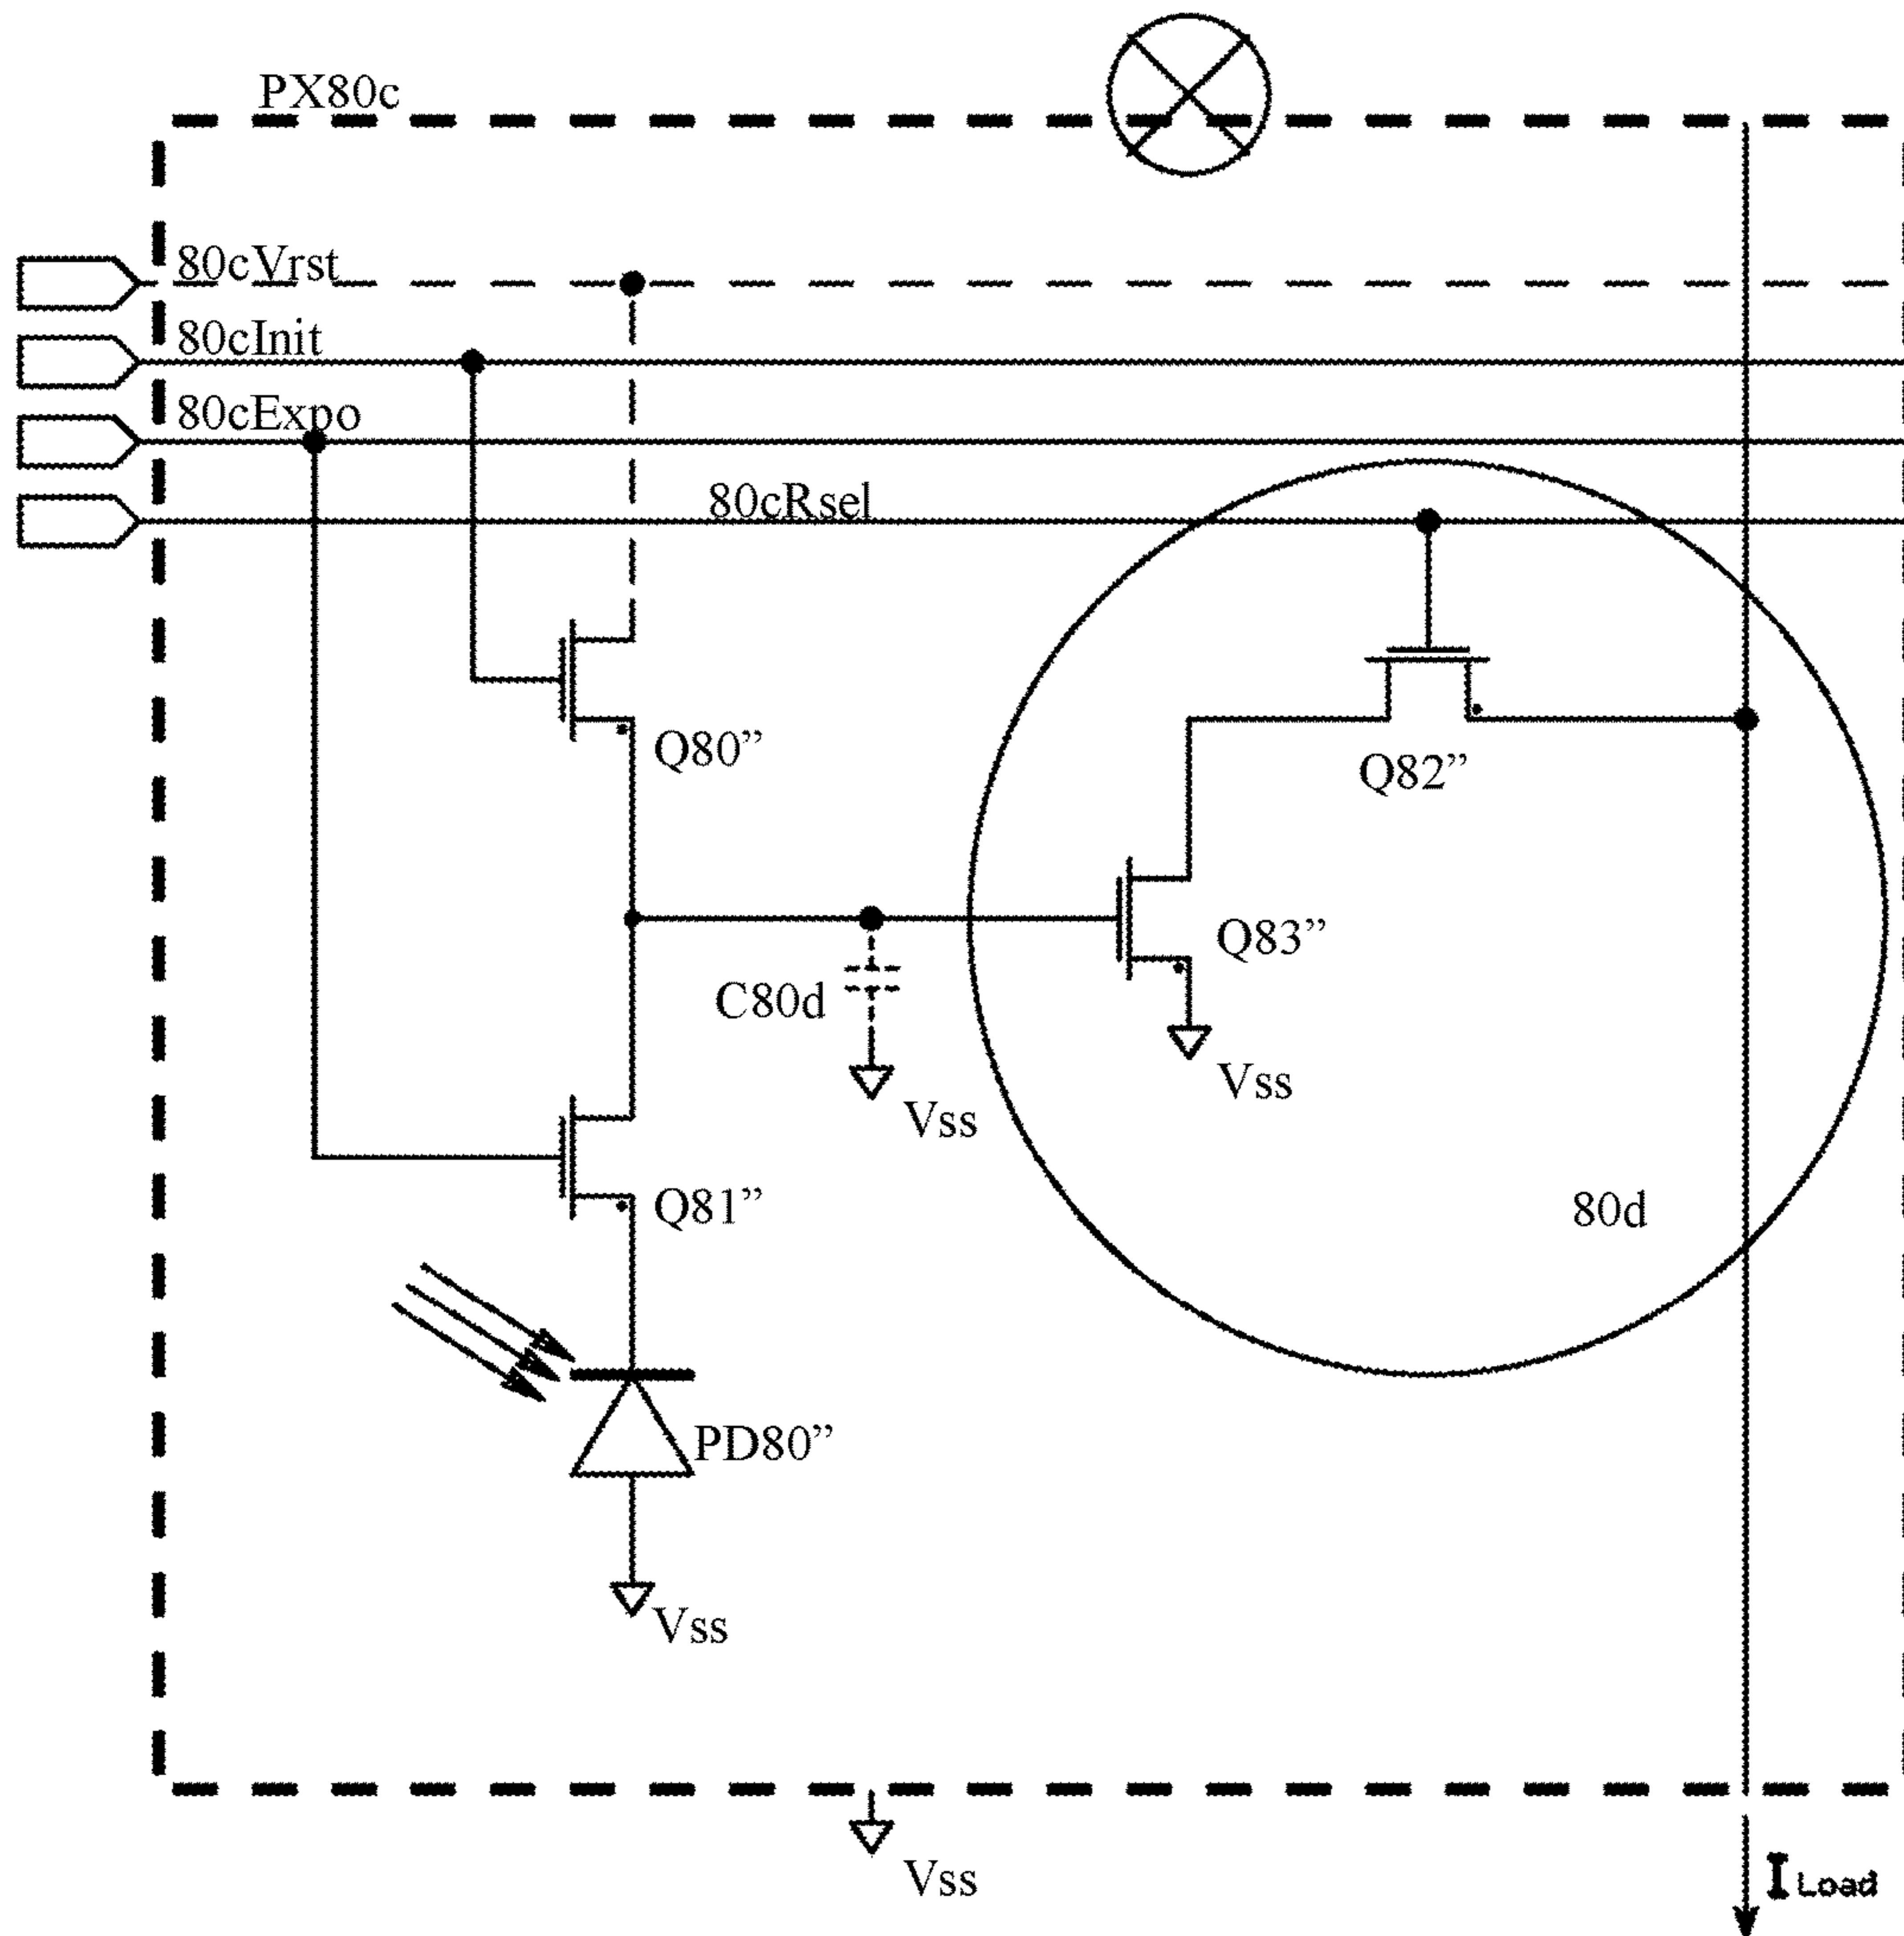 PX80c
80cVrst
80cInit
80cExpo
80cRsel
Q80”
Q82”
Q83”
C80d
Vss
Vss
Q81”
80d
PD80”
Vss
Vss
I Load